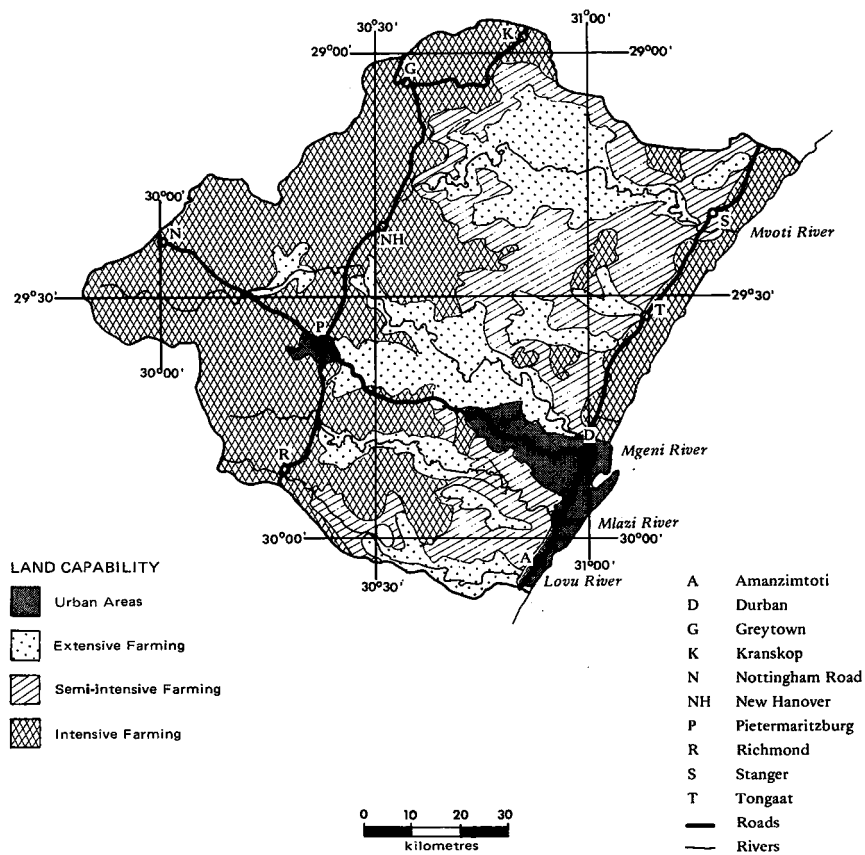 31°00'
30°30'
K
29°00'
29°00'
G
30°00'
S
N
NH
Mvoti River
29°30'
29°30'
T
P
30°00'
D
R
Mgeni River
Mlazi River
30°00'
30°00'
A
31°00'
Lovu River
30°30'
LAND CAPABILITY
Urban Areas
Extensive Farming
Semi-Intensive Farming
Intensive Farming
A Amanzimtoti
D Durban
G Greytown
K Kranskop
N Nottingham Road
NH New Hanover
P Pietermaritzburg
R Richmond
S Stanger
T Tongaat
Roads
Rivers
0 10 20 30
kilometres